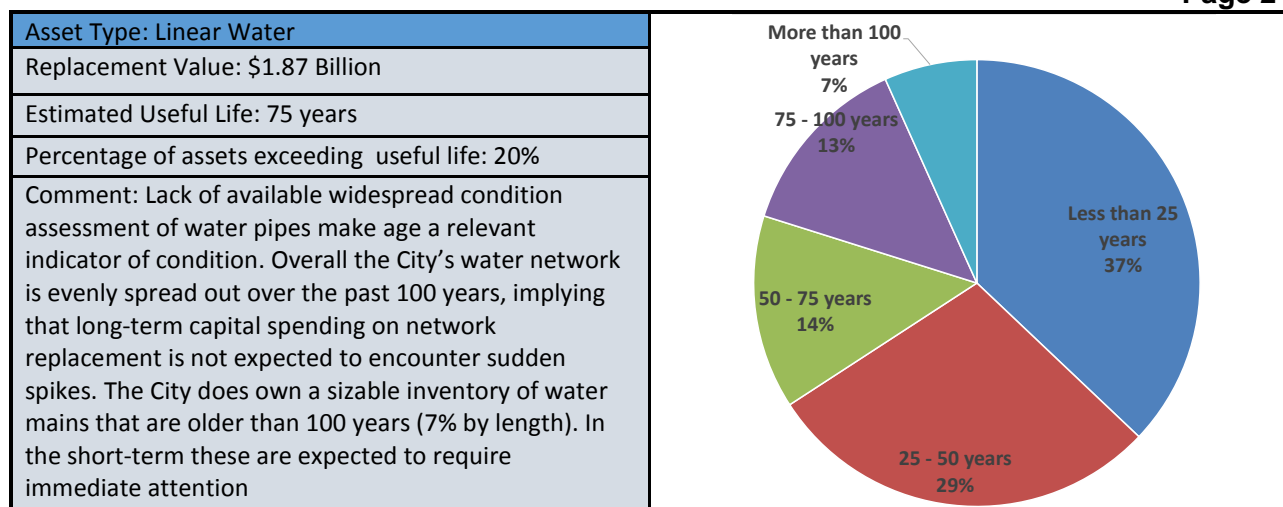 Asset Type: Linear Water
Replacement Value: $1.87 Billion
Estimated Useful Life: 75 years
Percentage of assets exceeding useful life: 20%
Comment: Lack of available widespread condition
assessment of water pipes make age a relevant
indicator of condition. Overall the City's water network
is evenly spread out over the past 100 years, implying
that long-term capital spending on network
replacement is not expected to encounter sudden
spikes. The City does own a sizable inventory of water
mains that are older than 100 years (7% by length). In
the short-term these are expected to require
immediate attention
More than 100
years
7%
75 - 100 years
13%
50 - 75 years
14%
25 - 50 years
29%
Less than 25
years
37%